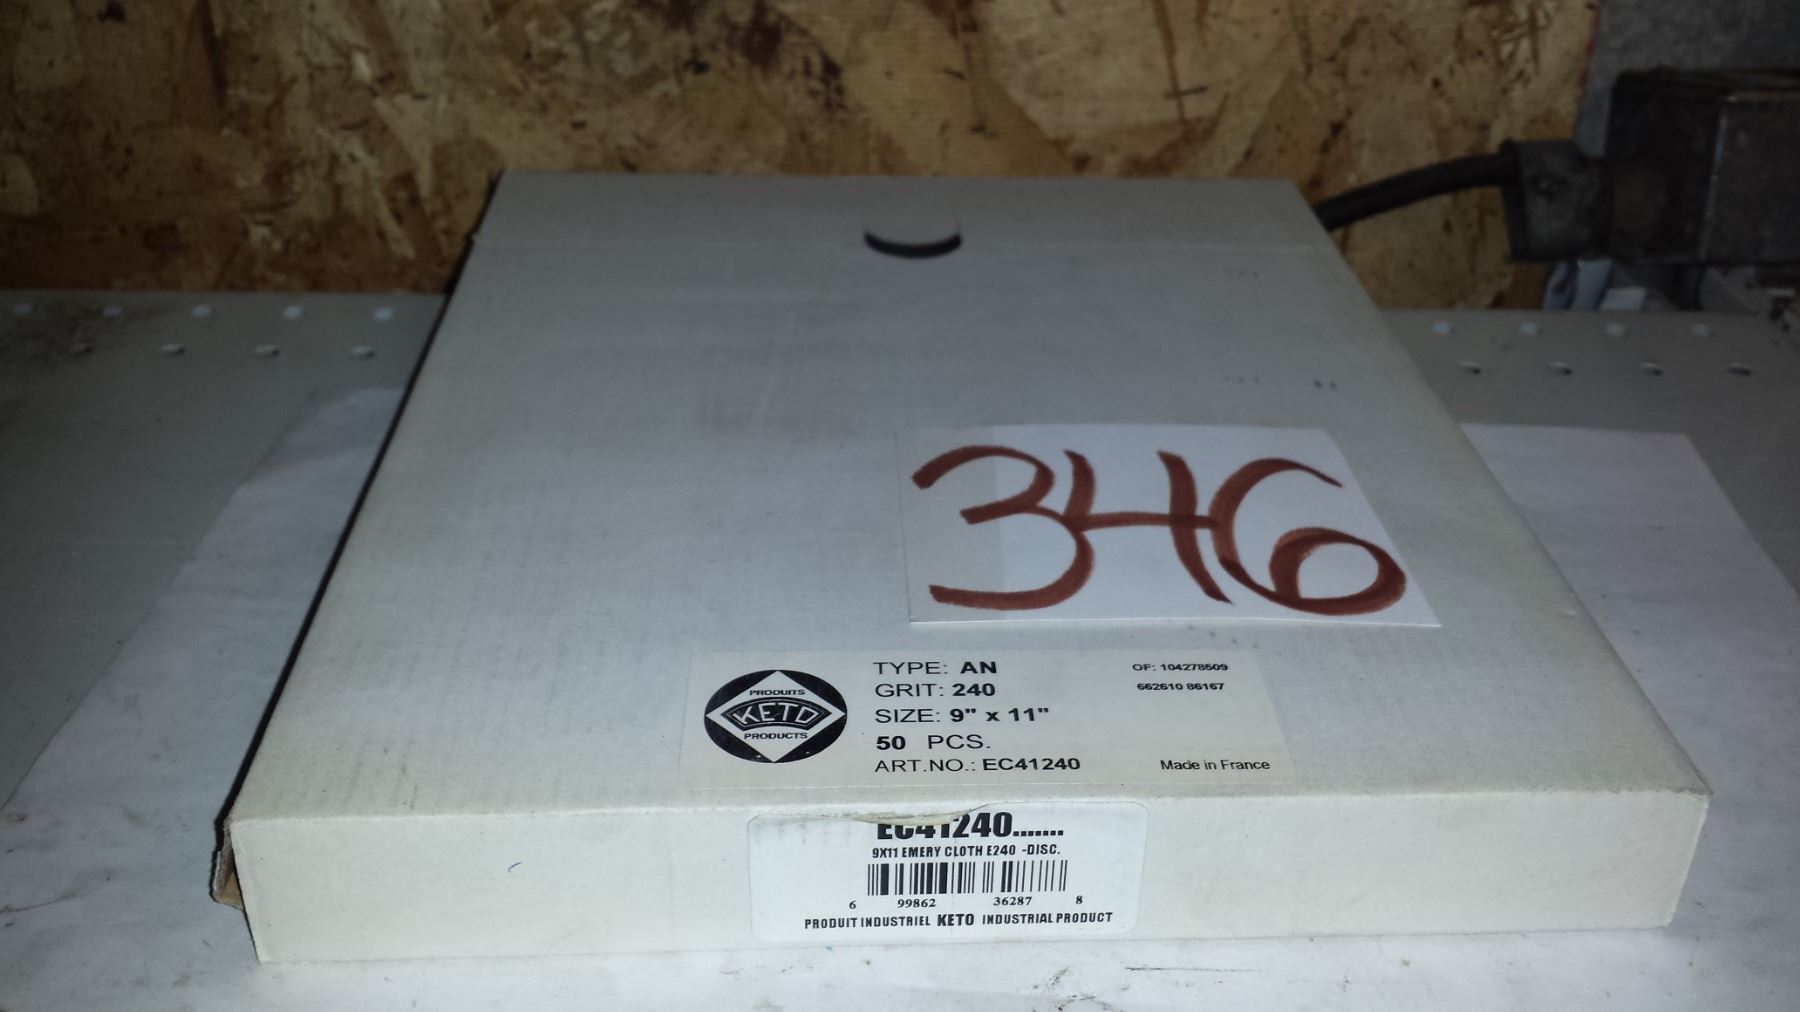 346
PRODUITS
KETO
PRODUCTS
TYPE: AN
GRIT: 240
SIZE: 9" x 11"
50 PCS.
ART.NO.: EC41240
OF: 104278509
662610 86167
Made in France
EC41240.......
9X11 EMERY CLOTH E240 -DISC.
6 99862 36287 8
PRODUIT INDUSTRIEL KETO INDUSTRIAL PRODUCT